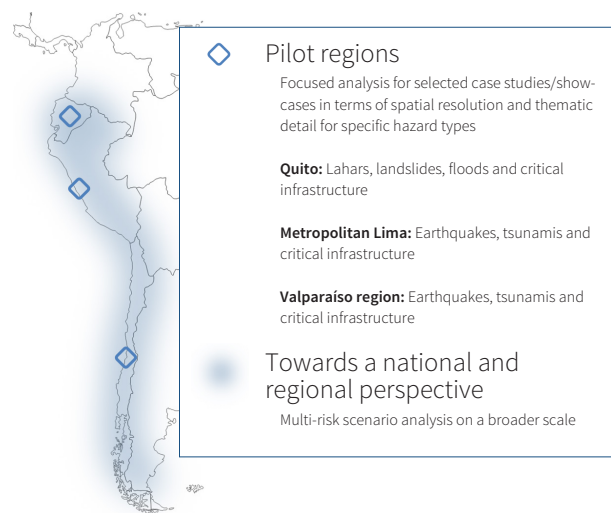 Pilot regions
Focused analysis for selected case studies/show-
cases in terms of spatial resolution and thematic
detail for specific hazard types
Quito: Lahars, landslides, floods and critical
infrastructure
Metropolitan Lima: Earthquakes, tsunamis and
critical infrastructure
Valparaíso region: Earthquakes, tsunamis and
critical infrastructure
Towards a national and
regional perspective
Multi-risk scenario analysis on a broader scale